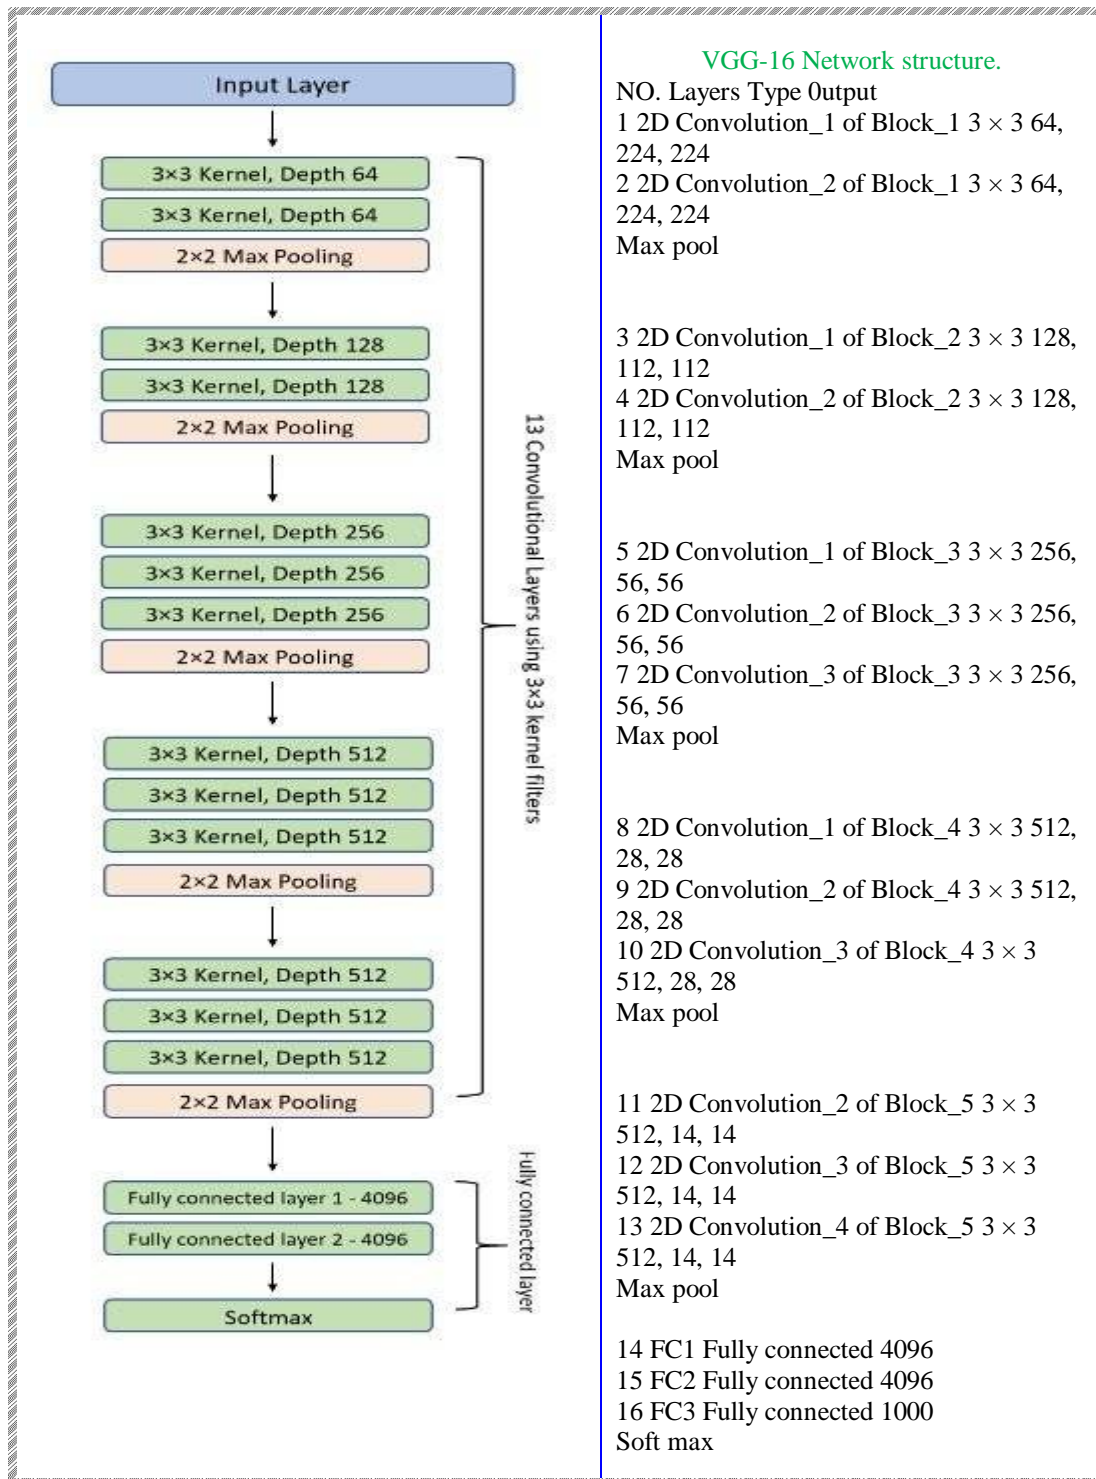 Input Layer
3×3 Kernel, Depth 64
3×3 Kernel, Depth 64
2×2 Max Pooling
3×3 Kernel, Depth 128
3×3 Kernel, Depth 128
2×2 Max Pooling
3×3 Kernel, Depth 256
3×3 Kernel, Depth 256
3×3 Kernel, Depth 256
2×2 Max Pooling
3×3 Kernel, Depth 512
3×3 Kernel, Depth 512
3×3 Kernel, Depth 512
2×2 Max Pooling
3×3 Kernel, Depth 512
3×3 Kernel, Depth 512
3×3 Kernel, Depth 512
2×2 Max Pooling
13 Convolutional Layers using 3×3 kernel filters
Fully connected layer 1 - 4096
Fully connected layer 2 - 4096
Softmax
Fully connected layer
VGG-16 Network structure.
NO. Layers Type 0utput
1 2D Convolution_1 of Block_1 3 × 3 64,
224, 224
2 2D Convolution_2 of Block_1 3 × 3 64,
224, 224
Max pool
3 2D Convolution_1 of Block_2 3 × 3 128,
112, 112
4 2D Convolution_2 of Block_2 3 × 3 128,
112, 112
Max pool
5 2D Convolution_1 of Block_3 3 × 3 256,
56, 56
6 2D Convolution_2 of Block_3 3 × 3 256,
56, 56
7 2D Convolution_3 of Block_3 3 × 3 256,
56, 56
Max pool
8 2D Convolution_1 of Block_4 3 × 3 512,
28, 28
9 2D Convolution_2 of Block_4 3 × 3 512,
28, 28
10 2D Convolution_3 of Block_4 3 × 3
512, 28, 28
Max pool
11 2D Convolution_2 of Block_5 3 × 3
512, 14, 14
12 2D Convolution_3 of Block_5 3 × 3
512, 14, 14
13 2D Convolution_4 of Block_5 3 × 3
512, 14, 14
Max pool
14 FC1 Fully connected 4096
15 FC2 Fully connected 4096
16 FC3 Fully connected 1000
Soft max